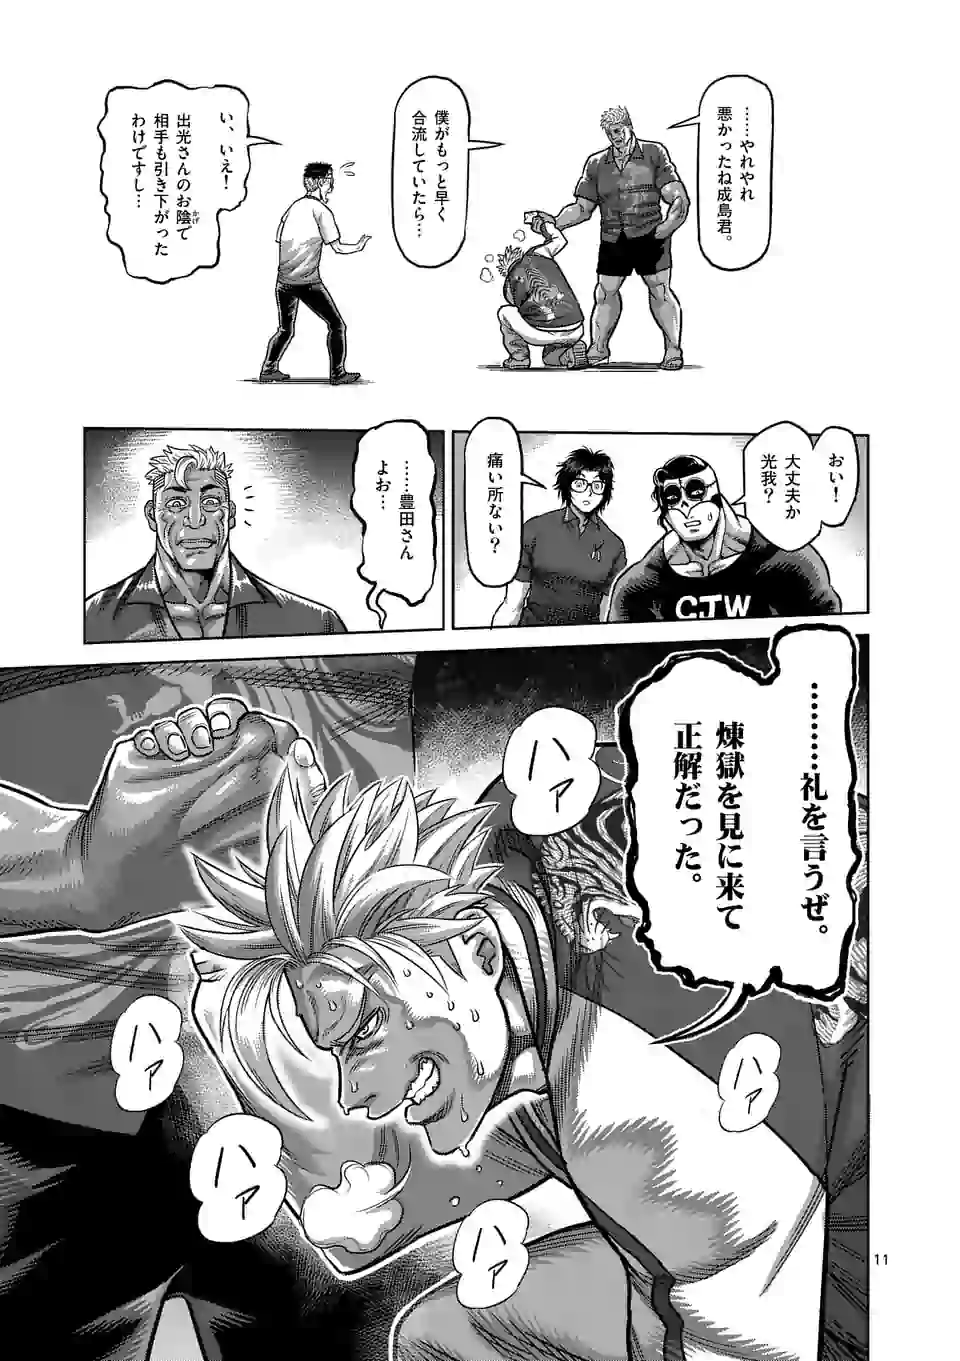 ……やれやれ
悪かったね成島君。
僕がもっと早く
合流していたら…
い、いえ！
出光さんのお陰で
かげ
相手も引き下がった
わけですし…
おい！
大丈夫か
光我？
CJW
痛い所ない？
……豊田さん
よお…
………礼を言うぜ。
煉獄を見に来て
正解だった。
ハァ
ハァ
ハァ
ハァ
ハァ
11